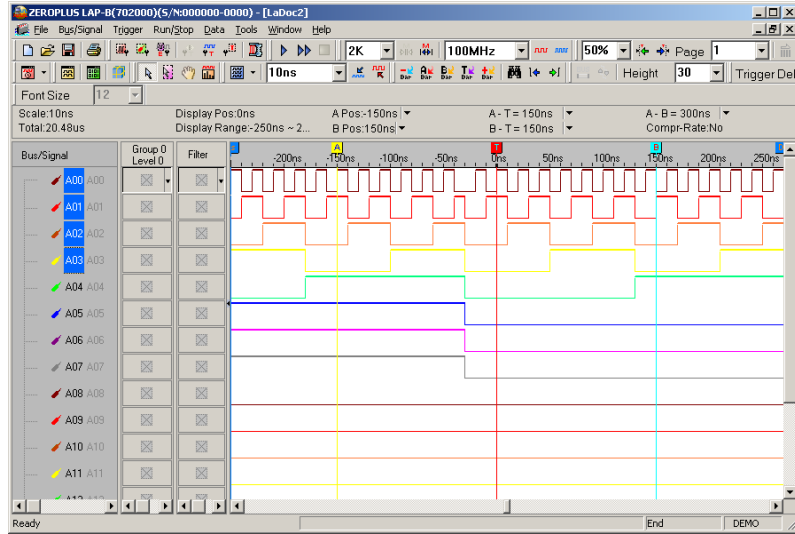 ZEROPLUS LAP-B(702000)(S/N:000000-0000) - [LaDoc2]
File Bus/Signal Trigger Run/Stop Data Tools Window Help
2K 100MHz 50% Page 1
10ns Height 30 Trigger Del
Font Size 12
Scale:10ns Display Pos:0ns A Pos:-150ns A - T = 150ns A - B = 300ns
Total:20.48us Display Range:-250ns ~ 2... B Pos:150ns B - T = 150ns Compr-Rate:No
Bus/Signal Group 0 Level 0 Filter A T B
-200ns -150ns -100ns -50ns 0ns 50ns 100ns 150ns 200ns 250ns
A00 A00
A01 A01
A02 A02
A03 A03
A04 A04
A05 A05
A06 A06
A07 A07
A08 A08
A09 A09
A10 A10
A11 A11
A12 A12
Ready End DEMO